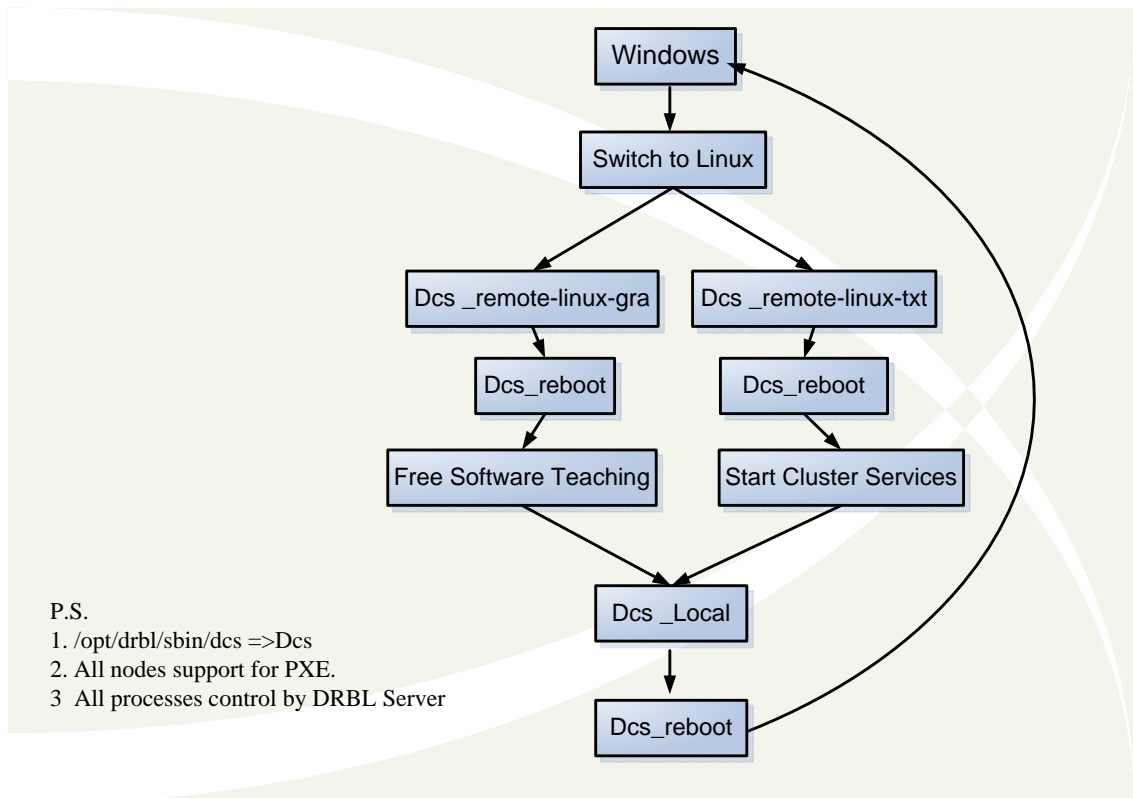 Windows
Switch to Linux
Dcs _remote-linux-gra
Dcs _remote-linux-txt
Dcs_reboot
Dcs_reboot
Free Software Teaching
Start Cluster Services
Dcs _Local
Dcs_reboot
P.S.
1. /opt/drbl/sbin/dcs =>Dcs
2. All nodes support for PXE.
3 All processes control by DRBL Server